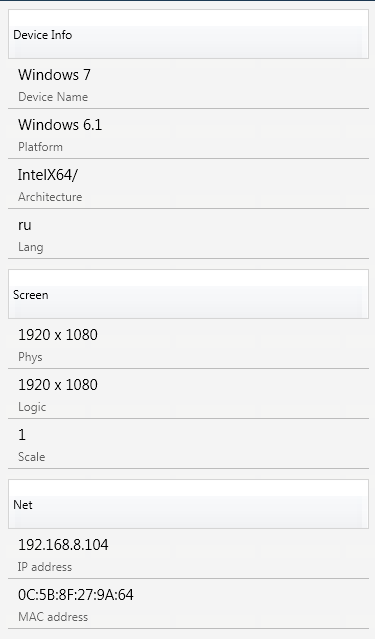 Device Info
Windows 7
Device Name
Windows 6.1
Platform
IntelX64/
Architecture
ru
Lang
Screen
1920 x 1080
Phys
1920 x 1080
Logic
1
Scale
Net
192.168.8.104
IP address
0C:5B:8F:27:9A:64
MAC address